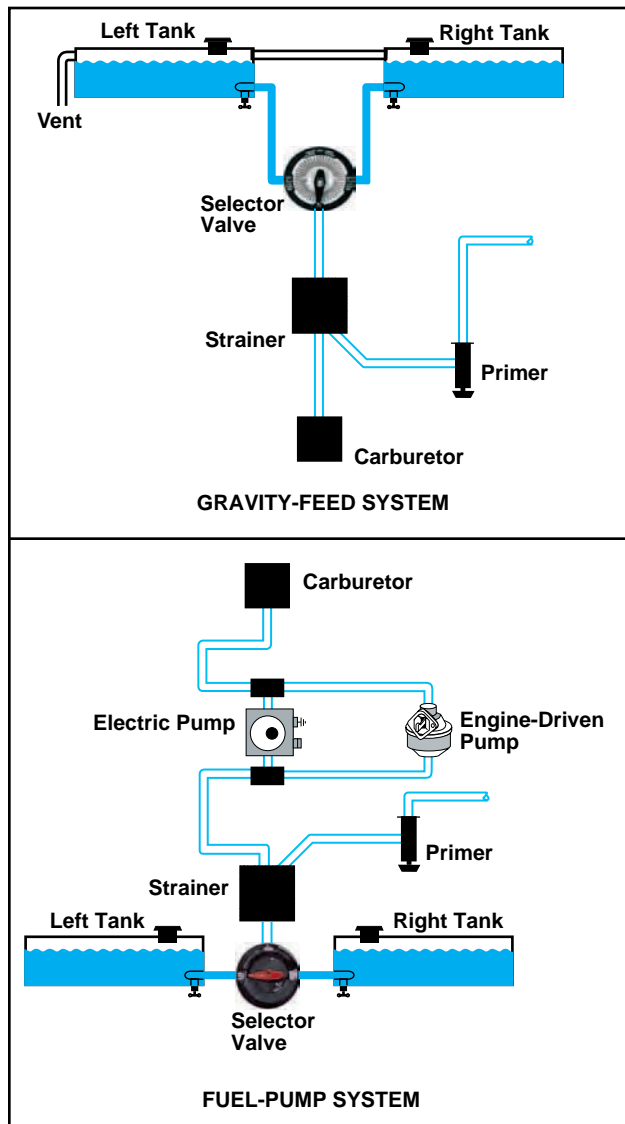 Left Tank
Right Tank
Vent
Selector
Valve
Strainer
Primer
Carburetor
GRAVITY-FEED SYSTEM
Carburetor
Electric Pump
Engine-Driven
Pump
Primer
Strainer
Left Tank
Right Tank
Selector
Valve
FUEL-PUMP SYSTEM